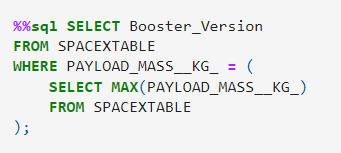 %%sql SELECT Booster_Version
FROM SPACEXTABLE
WHERE PAYLOAD_MASS__KG_ = (
    SELECT MAX(PAYLOAD_MASS__KG_)
    FROM SPACEXTABLE
);